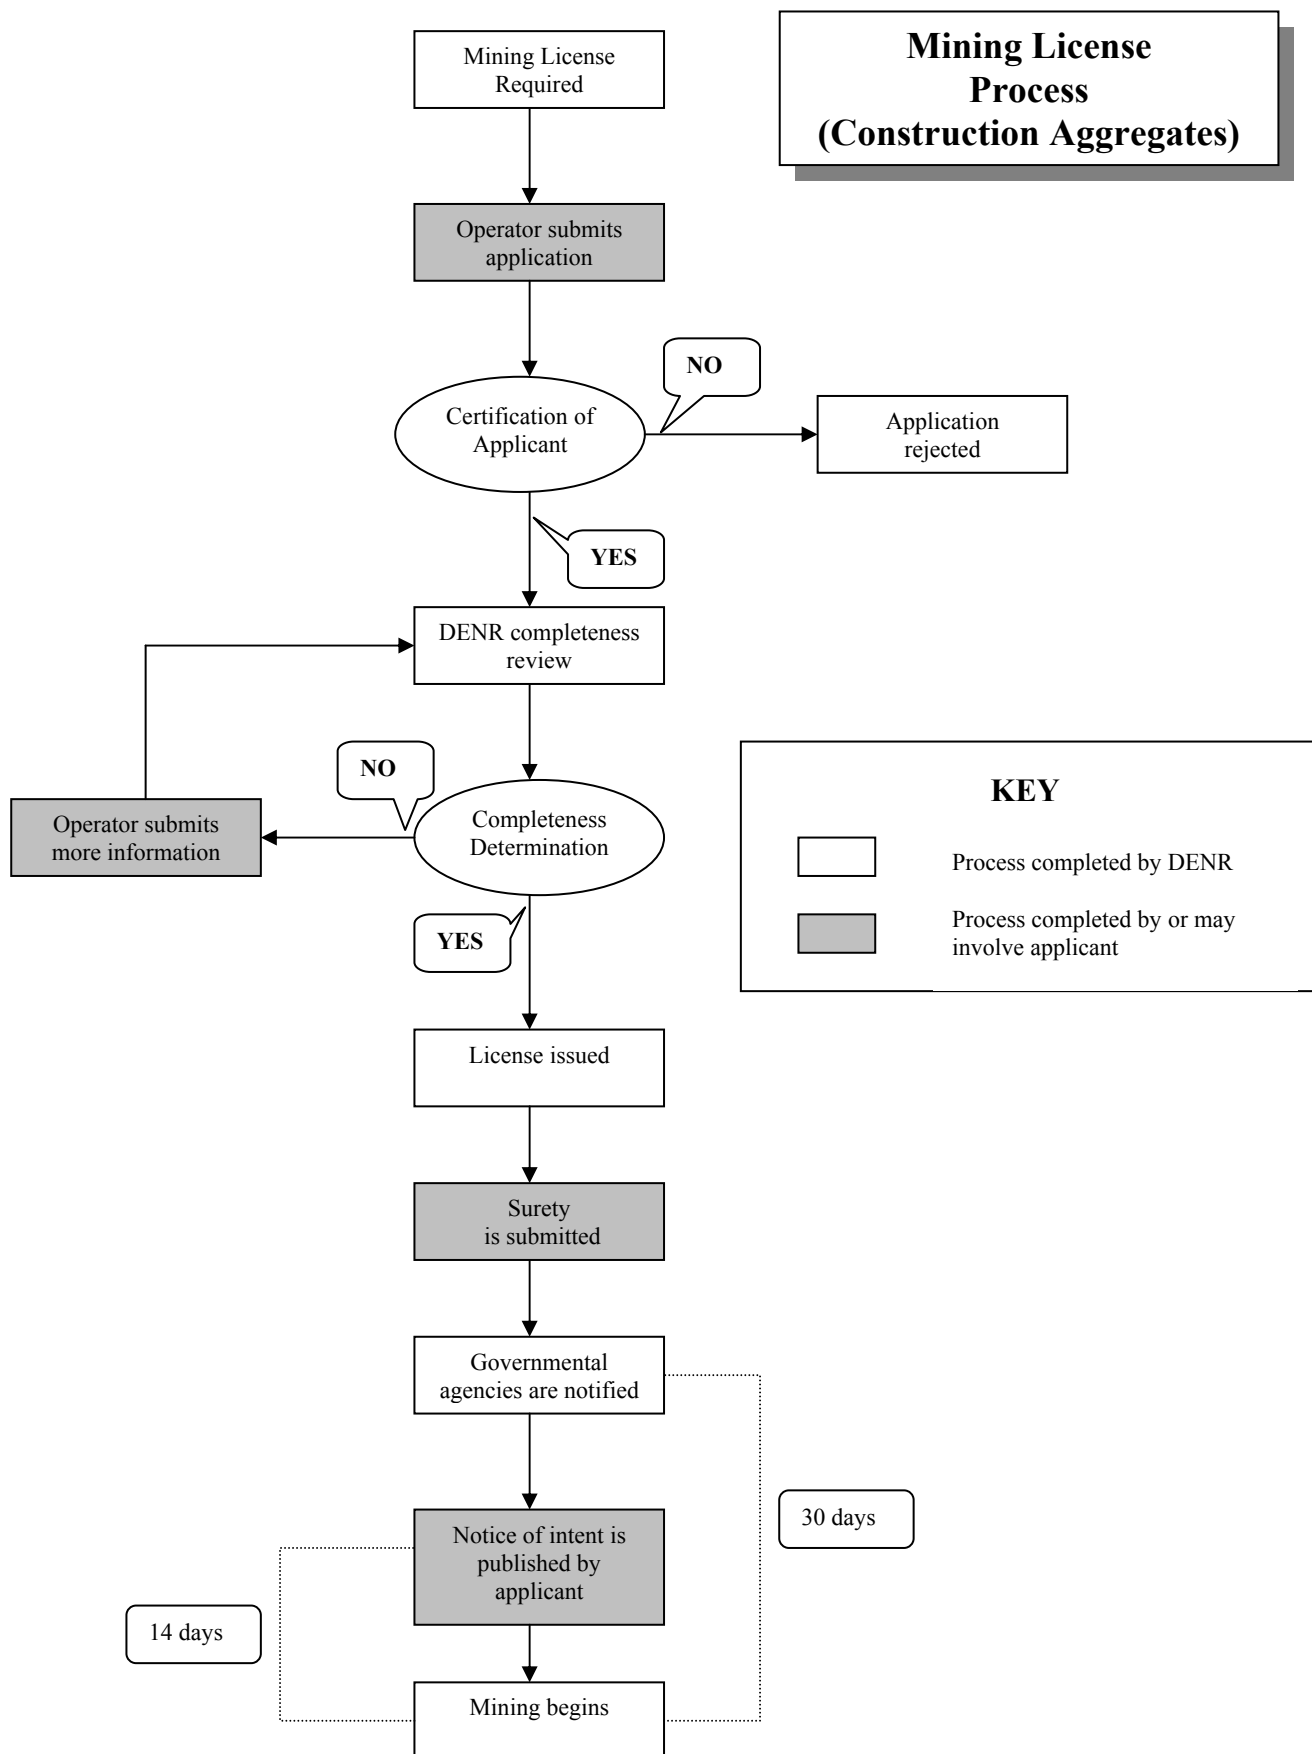 Mining License
Process
(Construction Aggregates)
Mining License
Required
Operator submits
application
NO
Certification of
Applicant
Application
rejected
YES
DENR completeness
review
NO
Completeness
Determination
Operator submits
more information
YES
KEY
Process completed by DENR
Process completed by or may
involve applicant
License issued
Surety
is submitted
Governmental
agencies are notified
30 days
Notice of intent is
published by
applicant
14 days
Mining begins